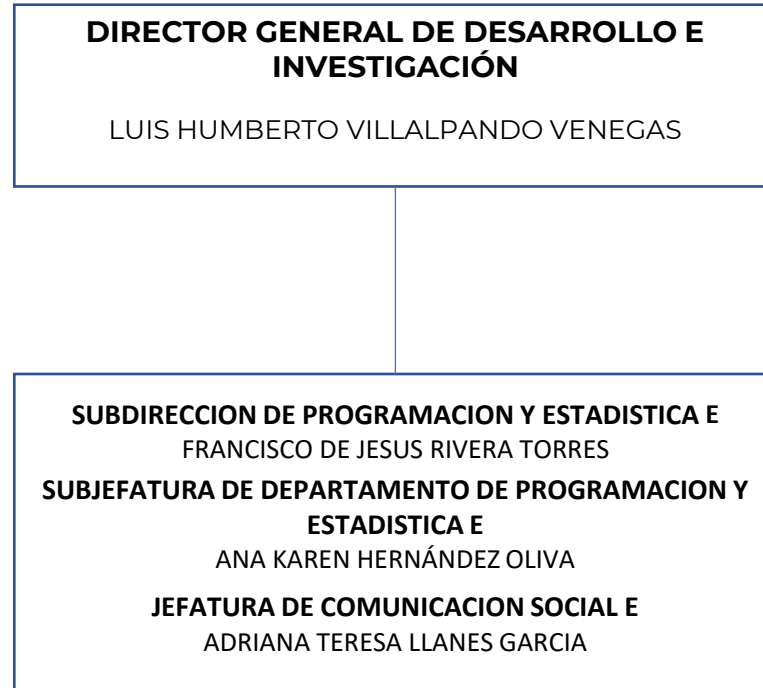 DIRECTOR GENERAL DE DESARROLLO E
INVESTIGACIÓN
LUIS HUMBERTO VILLALPANDO VENEGAS
SUBDIRECCION DE PROGRAMACION Y ESTADISTICA E
FRANCISCO DE JESUS RIVERA TORRES
SUBJEFATURA DE DEPARTAMENTO DE PROGRAMACION Y
ESTADISTICA E
ANA KAREN HERNÁNDEZ OLIVA
JEFATURA DE COMUNICACION SOCIAL E
ADRIANA TERESA LLANES GARCIA